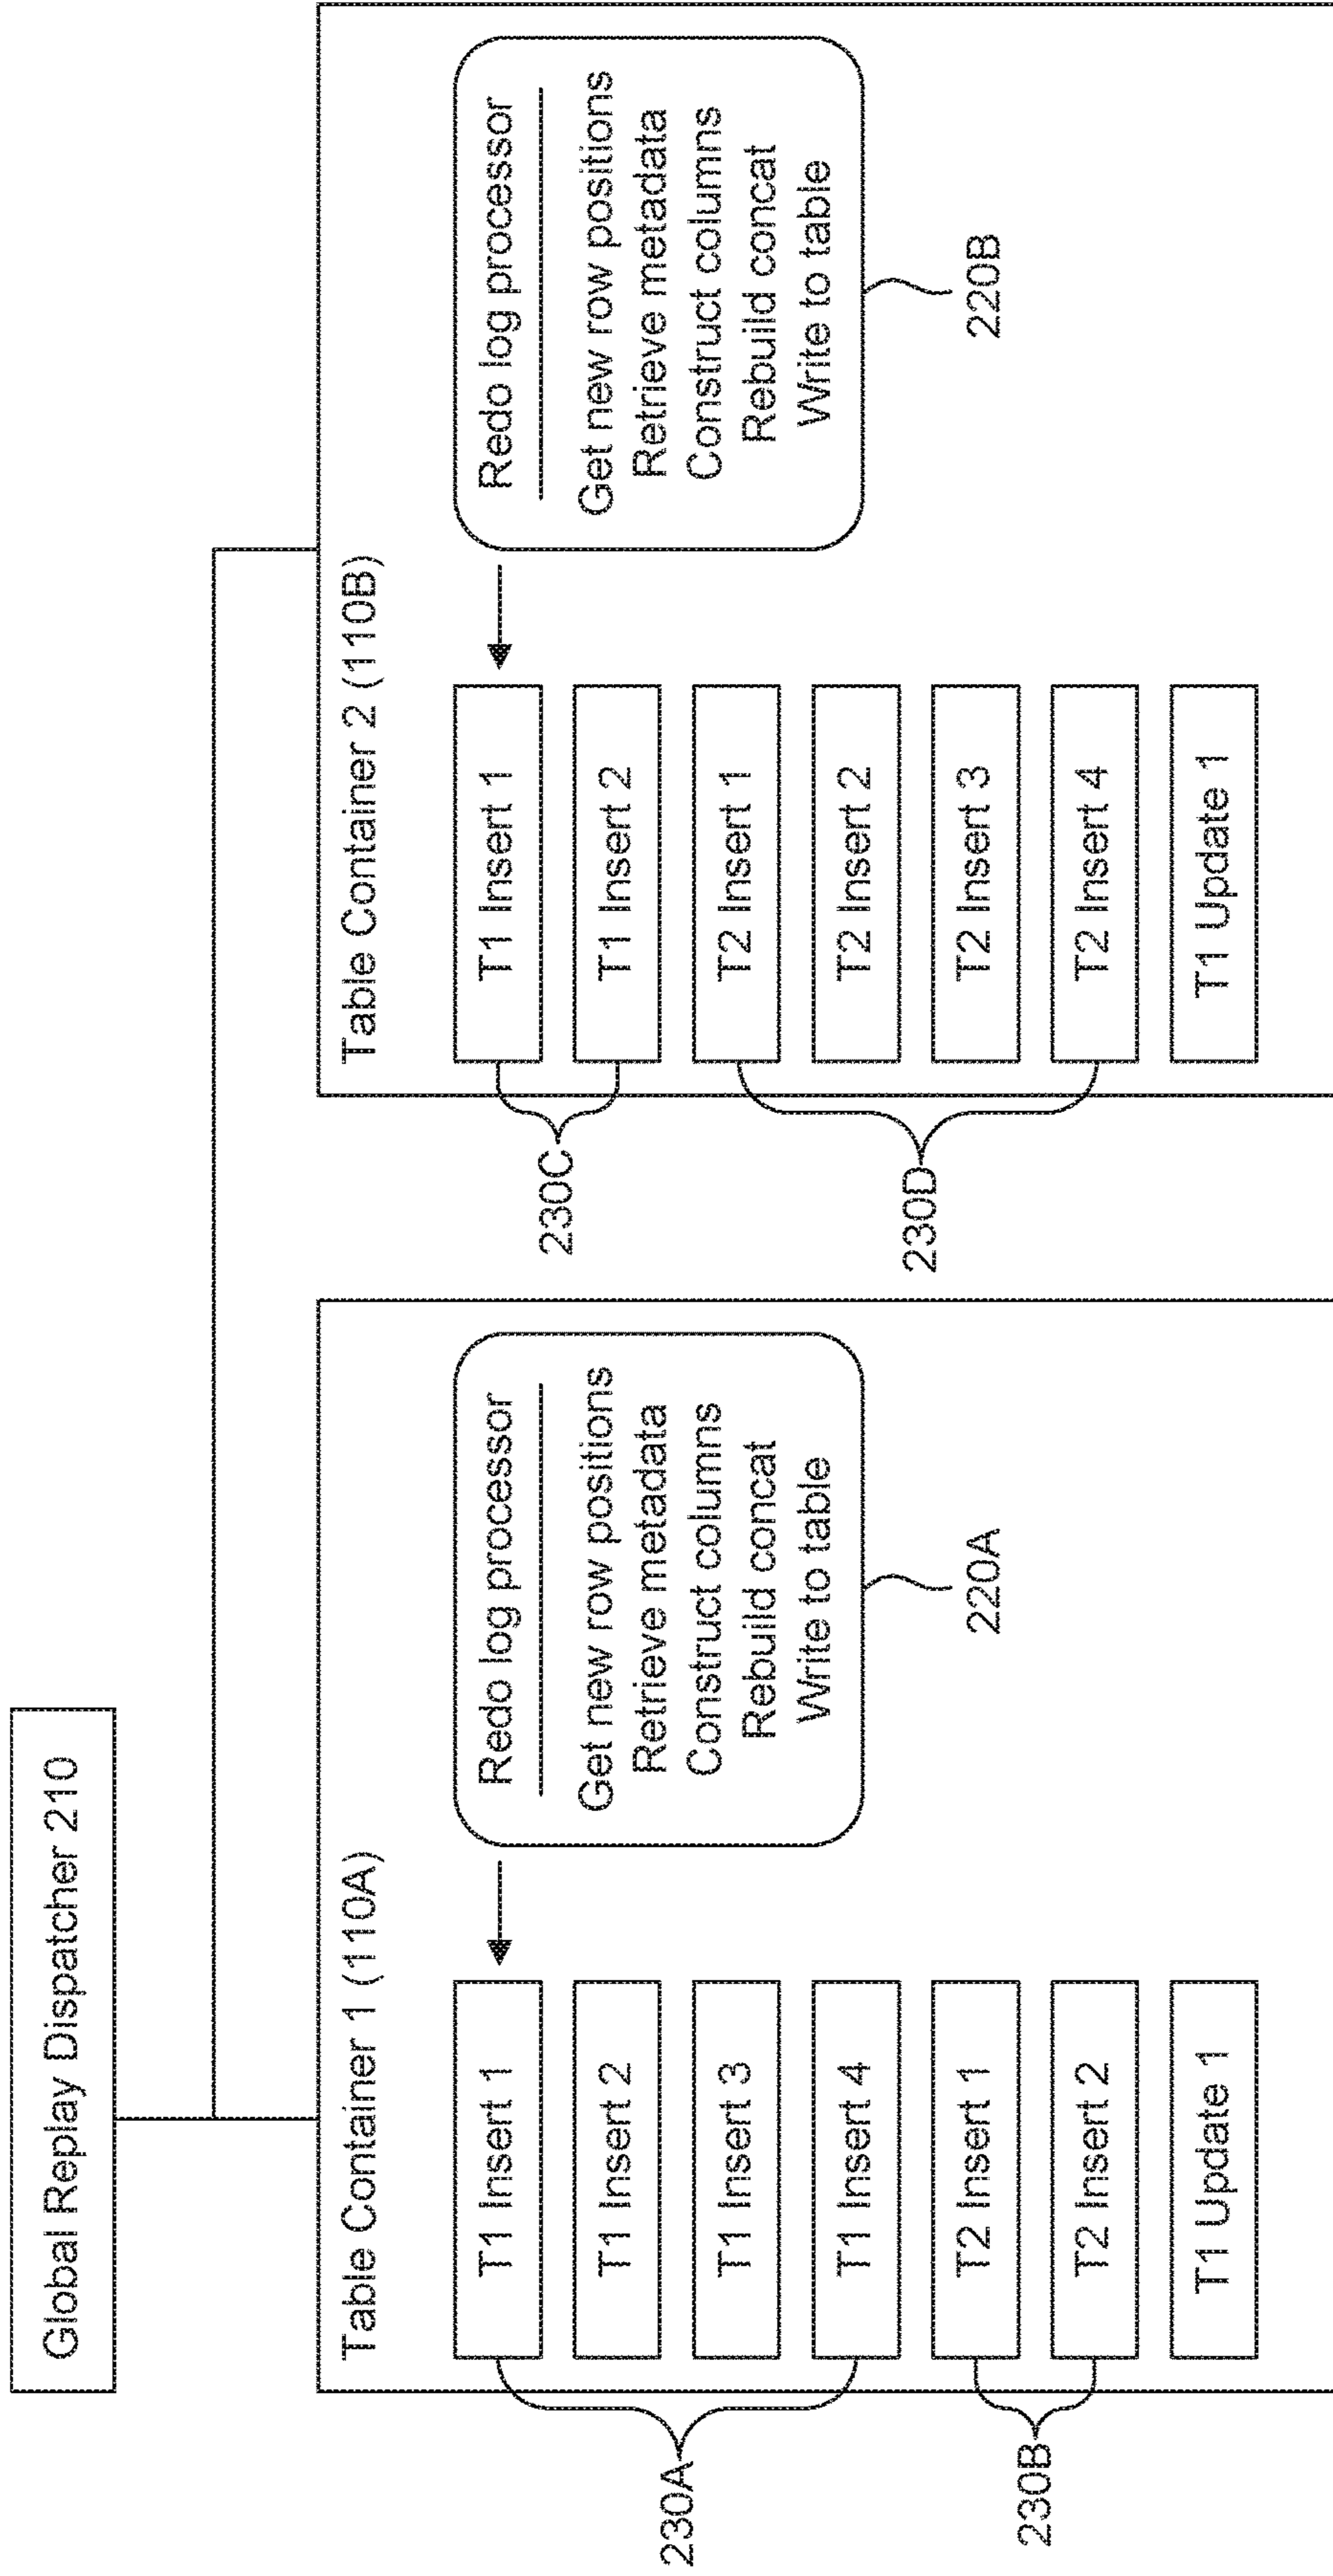 Global Replay Dispatcher 210
Table Container 1 (110A)
T1 Insert 1
T1 Insert 2
T1 Insert 3
T1 Insert 4
T2 Insert 1
T2 Insert 2
T1 Update 1
230A
230B
Redo log processor
Get new row positions
Retrieve metadata
Construct columns
Rebuild concat
Write to table
220A
Table Container 2 (110B)
T1 Insert 1
T1 Insert 2
T2 Insert 1
T2 Insert 2
T2 Insert 3
T2 Insert 4
T1 Update 1
230C
230D
Redo log processor
Get new row positions
Retrieve metadata
Construct columns
Rebuild concat
Write to table
220B